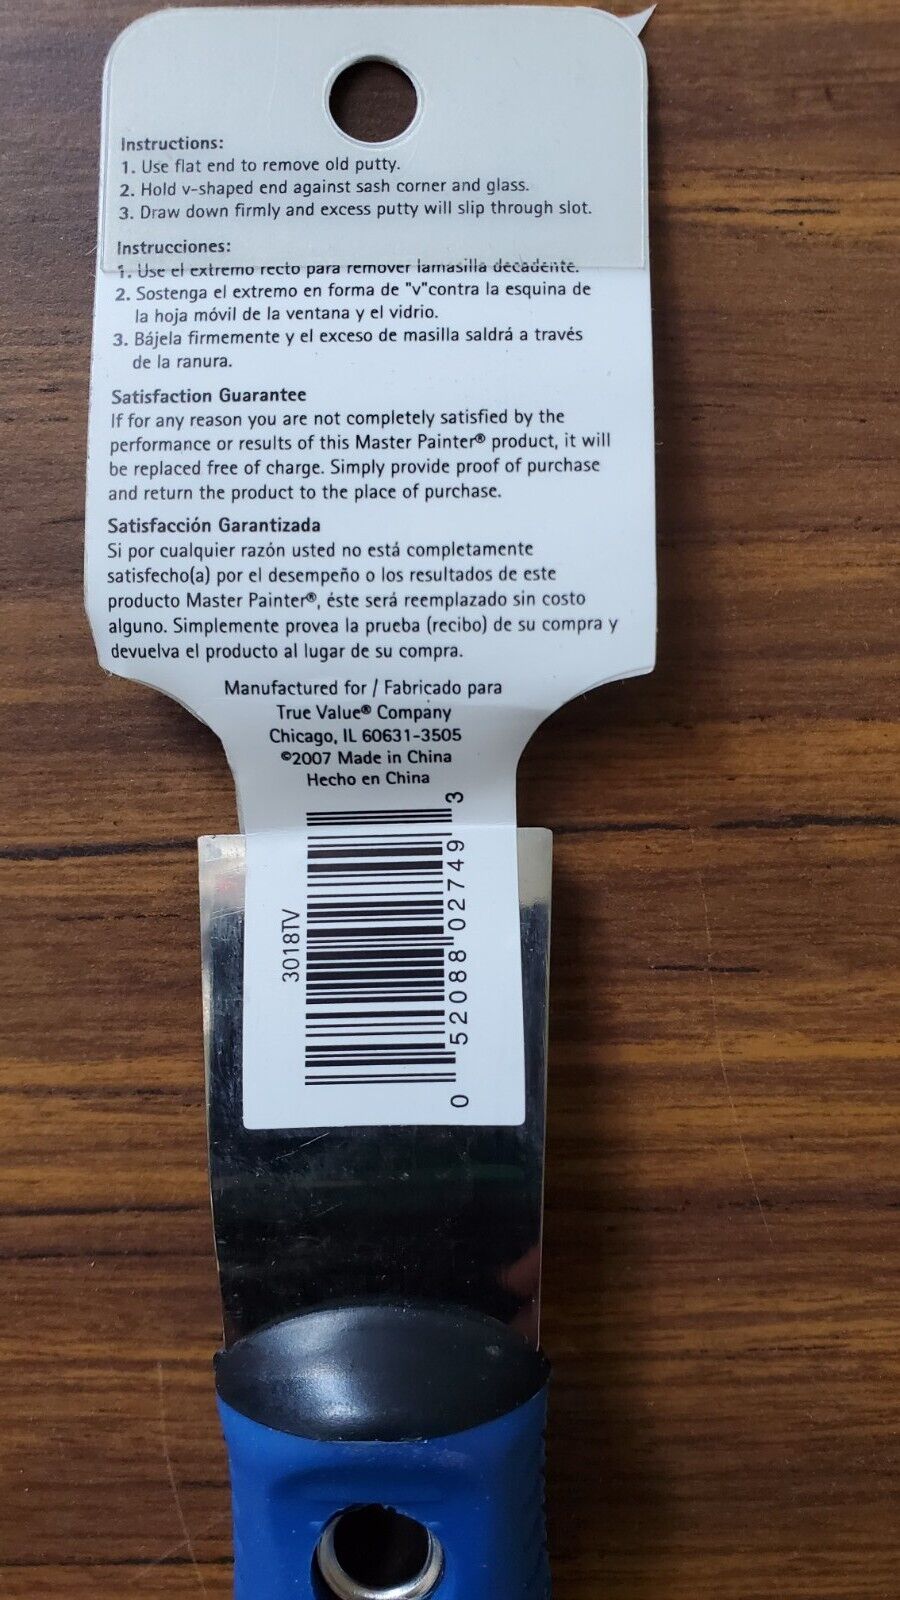 Instructions:
1. Use flat end to remove old putty.
2. Hold v-shaped end against sash corner and glass.
3. Draw down firmly and excess putty will slip through slot.
Instrucciones:
1. Use el extremo recto para remover lamasilla decadente.
2. Sostenga el extremo en forma de "v"contra la esquina de
la hoja móvil de la ventana y el vidrio.
3. Bájela firmemente y el exceso de masilla saldrá a través
de la ranura.
Satisfaction Guarantee
If for any reason you are not completely satisfied by the
performance or results of this Master Painter® product, it will
be replaced free of charge. Simply provide proof of purchase
and return the product to the place of purchase.
Satisfacción Garantizada
Si por cualquier razón usted no está completamente
satisfecho(a) por el desempeño o los resultados de este
producto Master Painter®, éste será reemplazado sin costo
alguno. Simplemente provea la prueba (recibo) de su compra y
devuelva el producto al lugar de su compra.
Manufactured for / Fabricado para
True Value® Company
Chicago, IL 60631-3505
©2007 Made in China
Hecho en China
3018TV
0 52088 02749 3